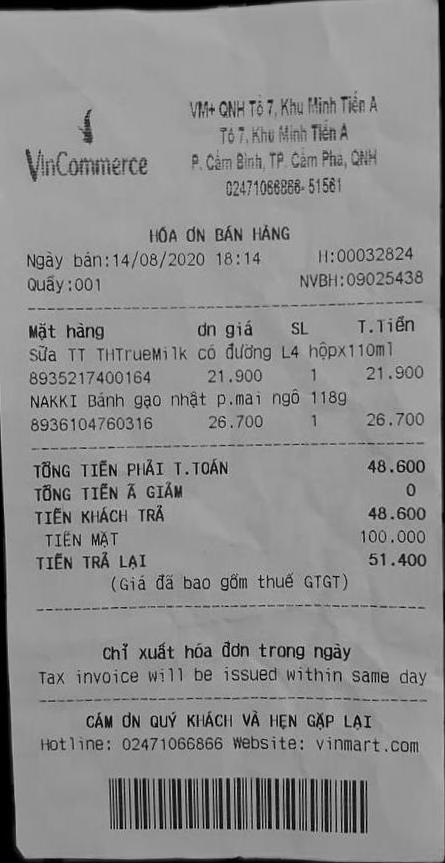 VinCommerce
VM+ QNH Tổ 7, Khu Minh Tiến A
Tổ 7, Khu Minh Tiến A
P. Cẩm Bình, TP. Cẩm Phả, QNH
02471066866-51561
HÓA ƠN BÁN HÀNG
Ngày bán:14/08/2020 18:14 H:00032824
Quầy:001 NVBH:09025438
Mặt hàng ơn giá SL T.Tiền
Sữa TT THTrueMilk có đường L4 hộpx110ml
8935217400164 21.900 1 21.900
NAKKI Bánh gạo nhật p.mai ngô 118g
8936104760316 26.700 1 26.700
TỔNG TIỀN PHẢI T.TOÁN 48.600
TỔNG TIỀN Ã GIẢM 0
TIỀN KHÁCH TRẢ 48.600
TIỀN MẶT 100.000
TIỀN TRẢ LẠI 51.400
(Giá đã bao gồm thuế GTGT)
Chỉ xuất hóa đơn trong ngày
Tax invoice will be issued within same day
CÁM ƠN QUÝ KHÁCH VÀ HẸN GẶP LẠI
Hotline: 02471066866 Website: vinmart.com